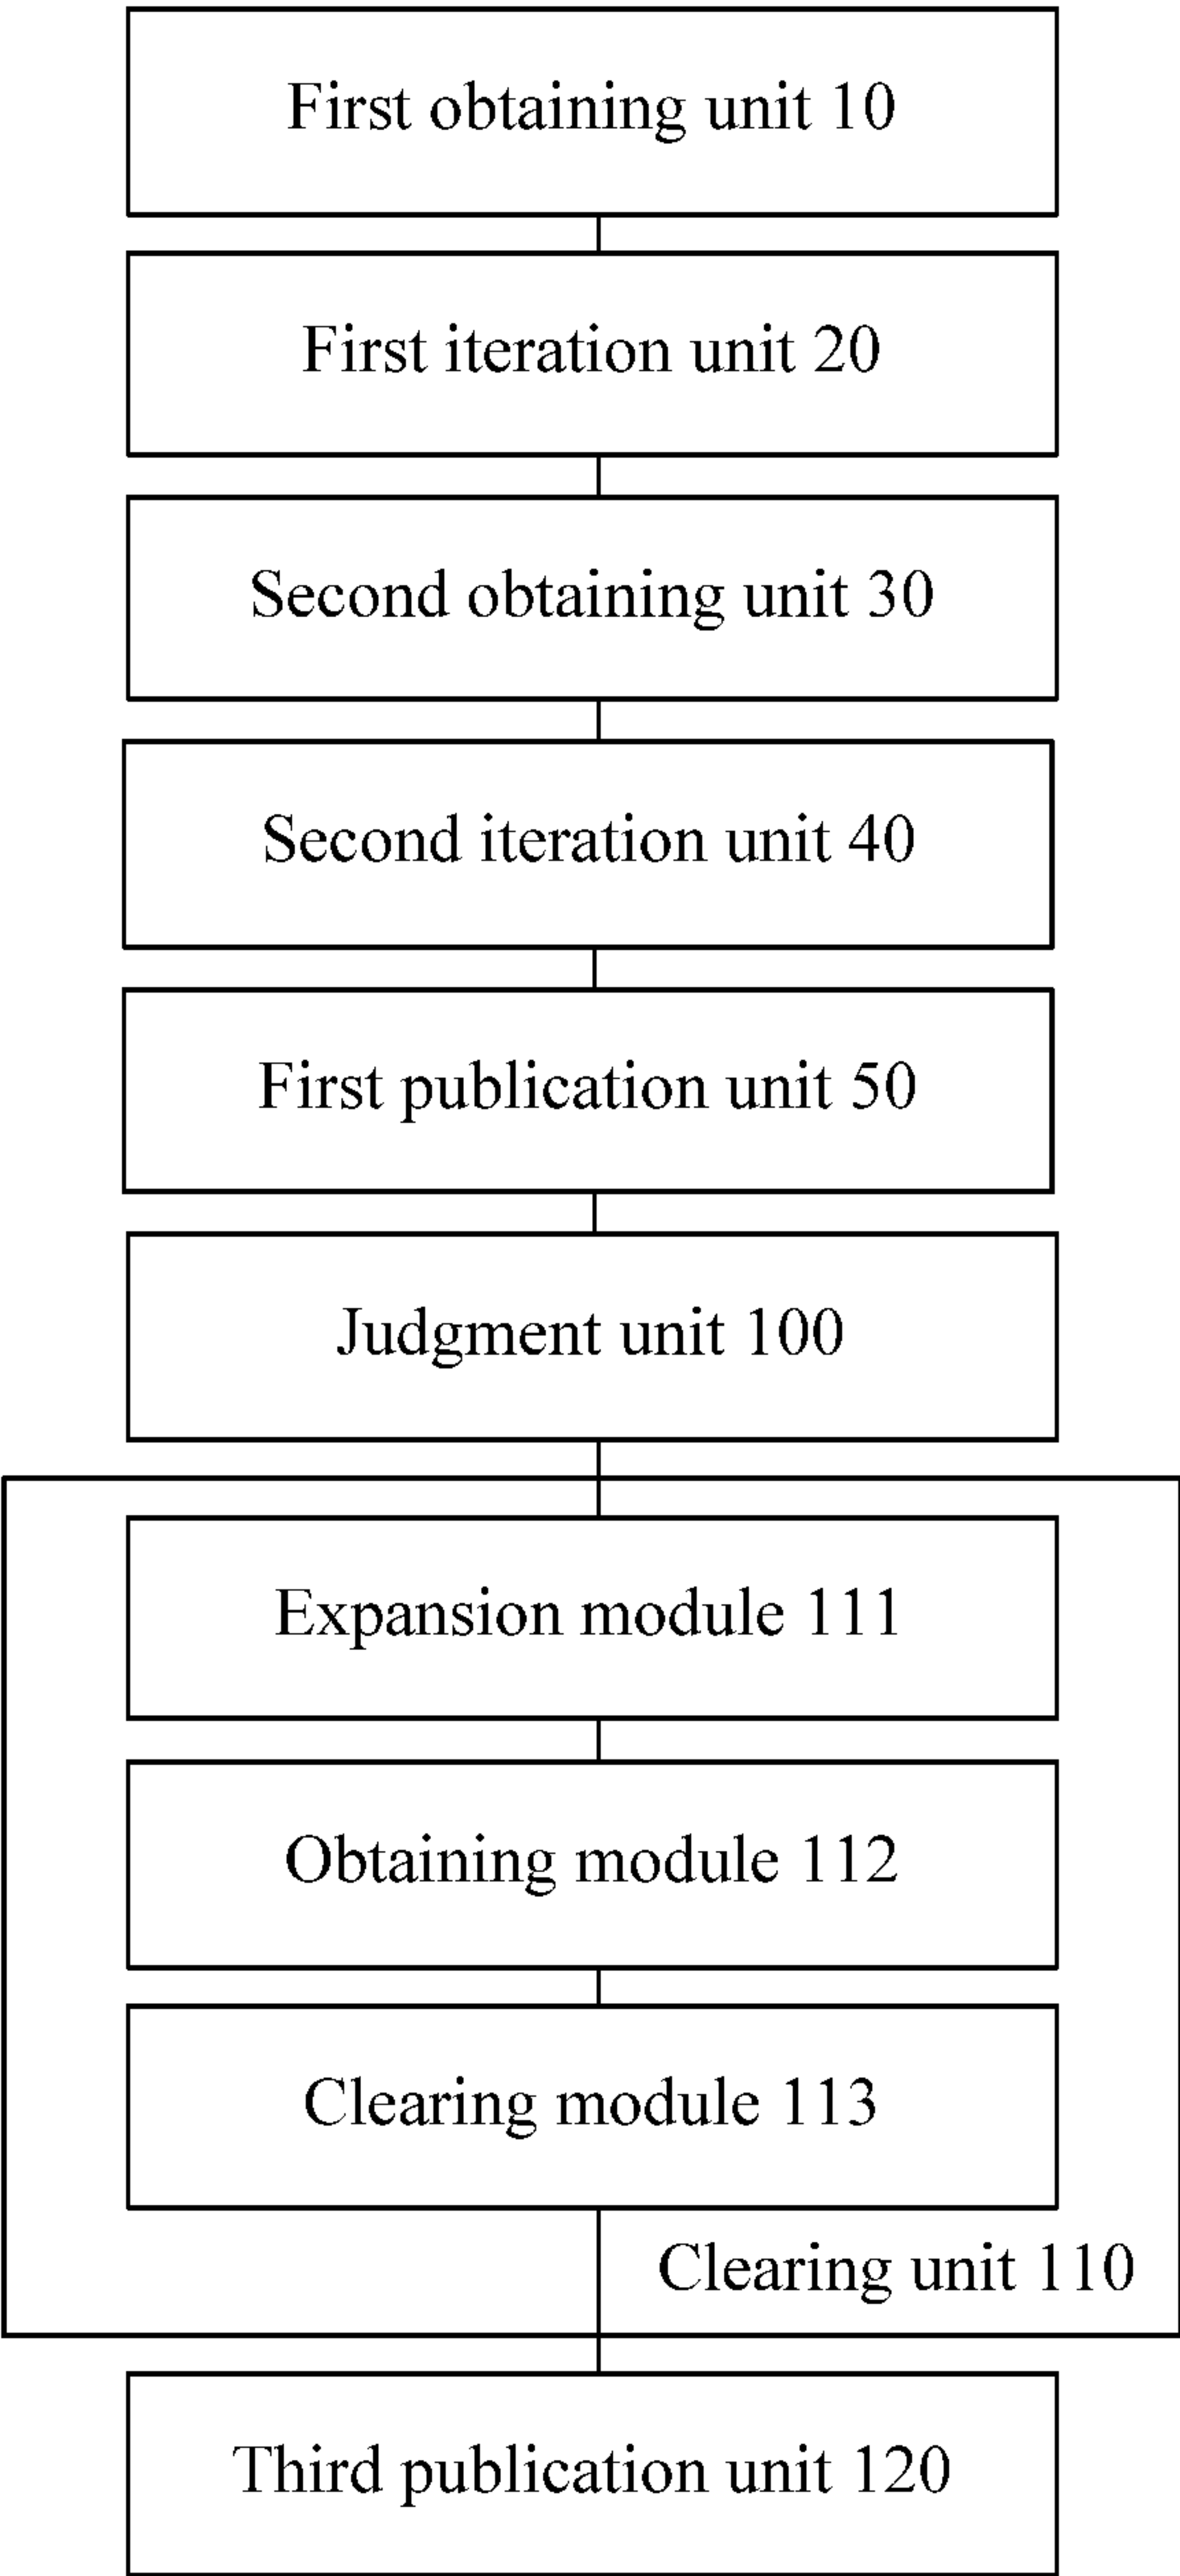 First obtaining unit 10
First iteration unit 20
Second obtaining unit 30
Second iteration unit 40
First publication unit 50
Judgment unit 100
Expansion module 111
Obtaining module 112
Clearing module 113
Clearing unit 110
Third publication unit 120